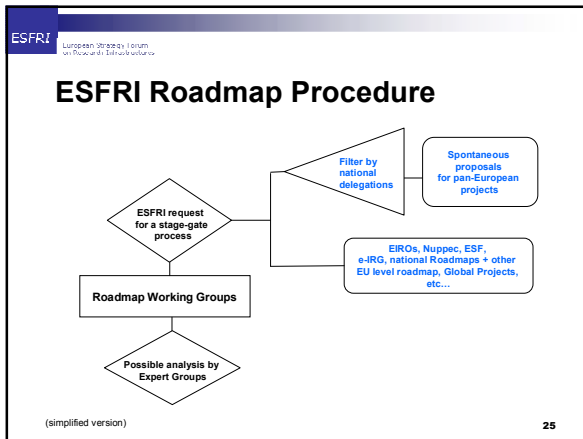 ESFRI
European Strategy Forum
on Research Infrastructures
ESFRI Roadmap Procedure
Filter by
national
delegations
Spontaneous
proposals
for pan-European
projects
ESFRI request
for a stage-gate
process
EIROs, Nuppec, ESF,
e-IRG, national Roadmaps + other
EU level roadmap, Global Projects,
etc…
Roadmap Working Groups
Possible analysis by
Expert Groups
(simplified version)
25